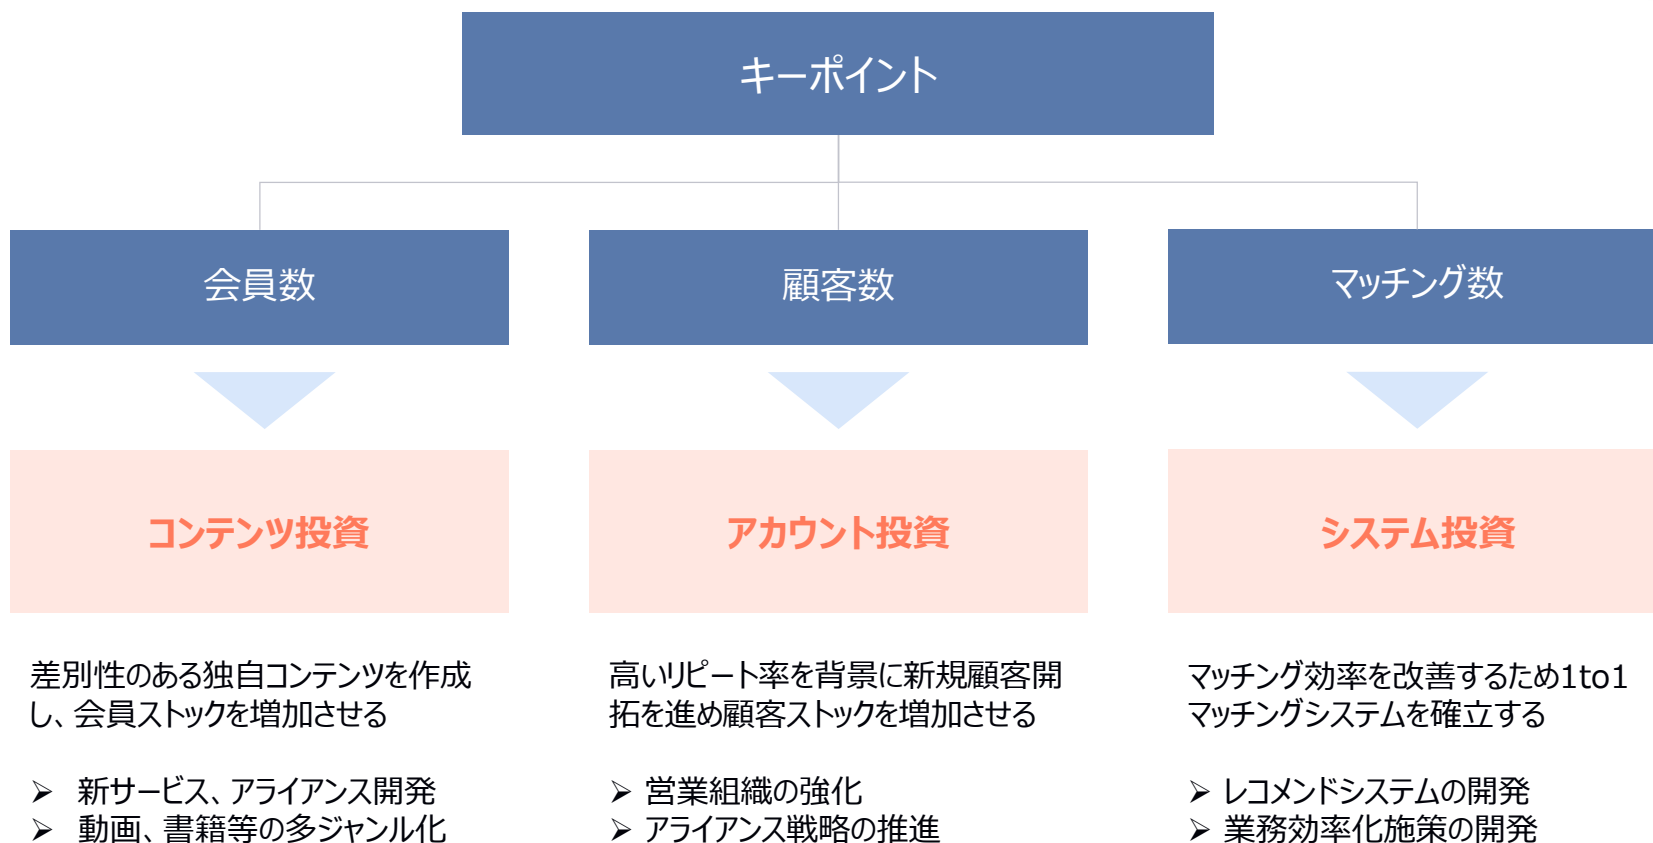 キーポイント
会員数
顧客数
マッチング数
コンテンツ投資
アカウント投資
システム投資
差別性のある独自コンテンツを作成
し、会員ストックを増加させる
➢ 新サービス、アライアンス開発
➢ 動画、書籍等の多ジャンル化
高いリピート率を背景に新規顧客開
拓を進め顧客ストックを増加させる
➢ 営業組織の強化
➢ アライアンス戦略の推進
マッチング効率を改善するため1to1
マッチングシステムを確立する
➢ レコメンドシステムの開発
➢ 業務効率化施策の開発